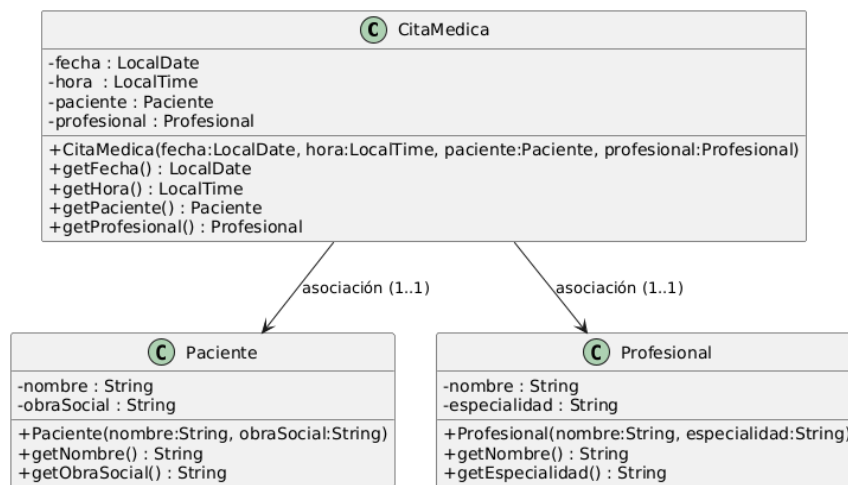 C CitaMedica
-fecha : LocalDate
-hora  : LocalTime
-paciente : Paciente
-profesional : Profesional
+CitaMedica(fecha:LocalDate, hora:LocalTime, paciente:Paciente, profesional:Profesional)
+getFecha() : LocalDate
+getHora() : LocalTime
+getPaciente() : Paciente
+getProfesional() : Profesional
asociación (1..1)
asociación (1..1)
C Paciente
-nombre : String
-obraSocial : String
+Paciente(nombre:String, obraSocial:String)
+getNombre() : String
+getObraSocial() : String
C Profesional
-nombre : String
-especialidad : String
+Profesional(nombre:String, especialidad:String)
+getNombre() : String
+getEspecialidad() : String